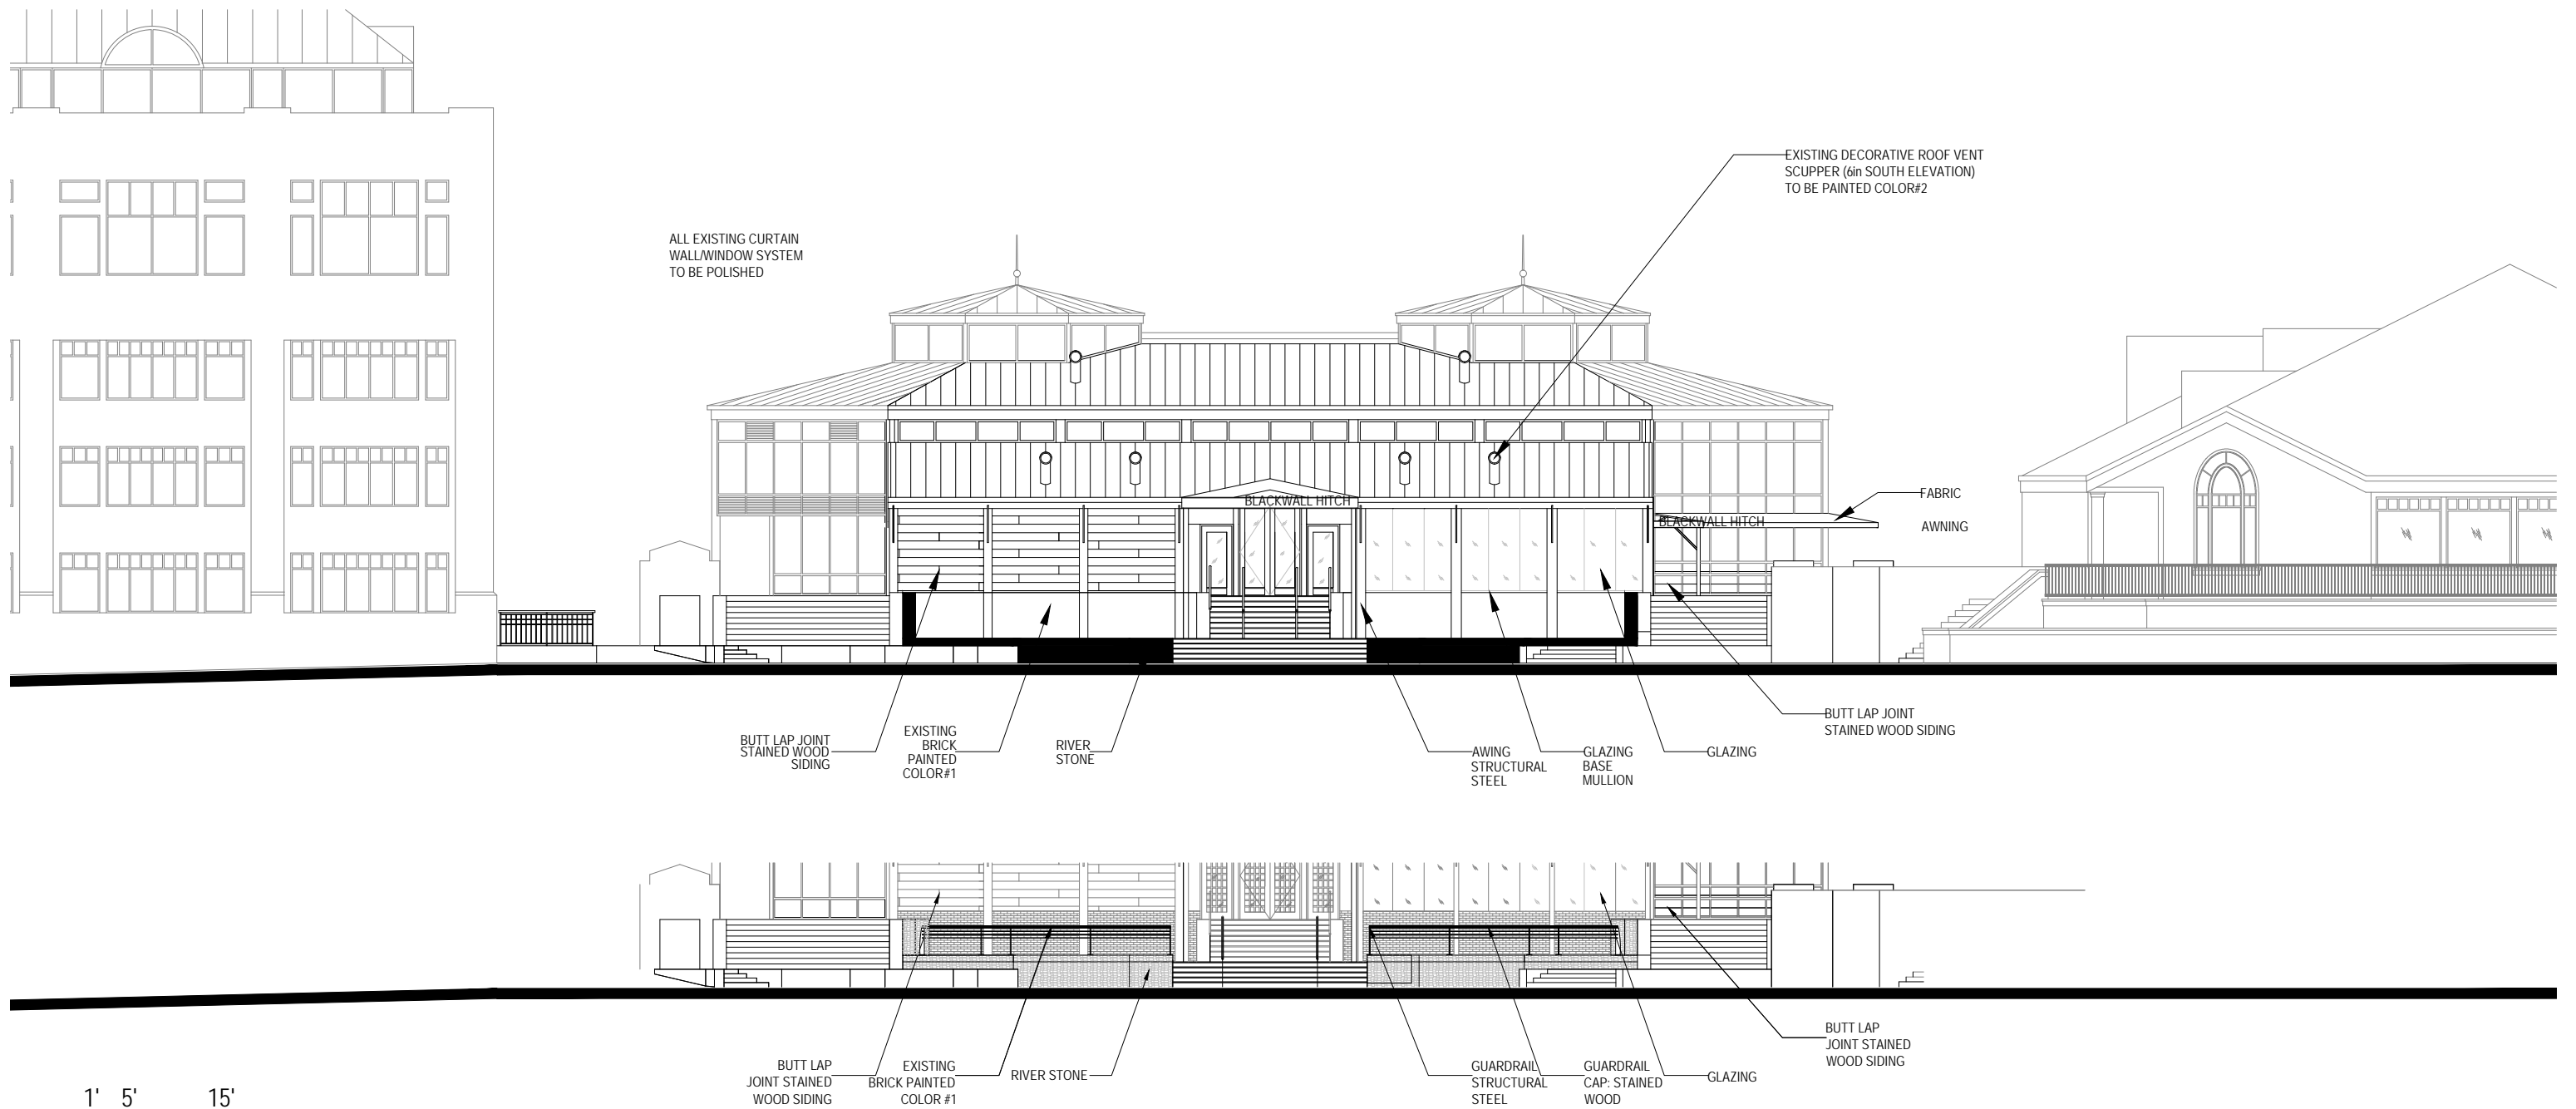 EXISTING DECORATIVE ROOF VENT
SCUPPER (6in SOUTH ELEVATION)
TO BE PAINTED COLOR#2
ALL EXISTING CURTAIN
WALL/WINDOW SYSTEM
TO BE POLISHED
BLACKWALL HITCH
BLACKWALL HITCH
FABRIC
AWNING
BUTT LAP JOINT
STAINED WOOD
SIDING
EXISTING
BRICK
PAINTED
COLOR#1
RIVER
STONE
AWING
STRUCTURAL
STEEL
GLAZING
BASE
MULLION
GLAZING
BUTT LAP JOINT
STAINED WOOD SIDING
BUTT LAP
JOINT STAINED
WOOD SIDING
EXISTING
BRICK PAINTED
COLOR #1
RIVER STONE
GUARDRAIL
STRUCTURAL
STEEL
GUARDRAIL
CAP: STAINED
WOOD
GLAZING
BUTT LAP
JOINT STAINED
WOOD SIDING
1' 5' 15'